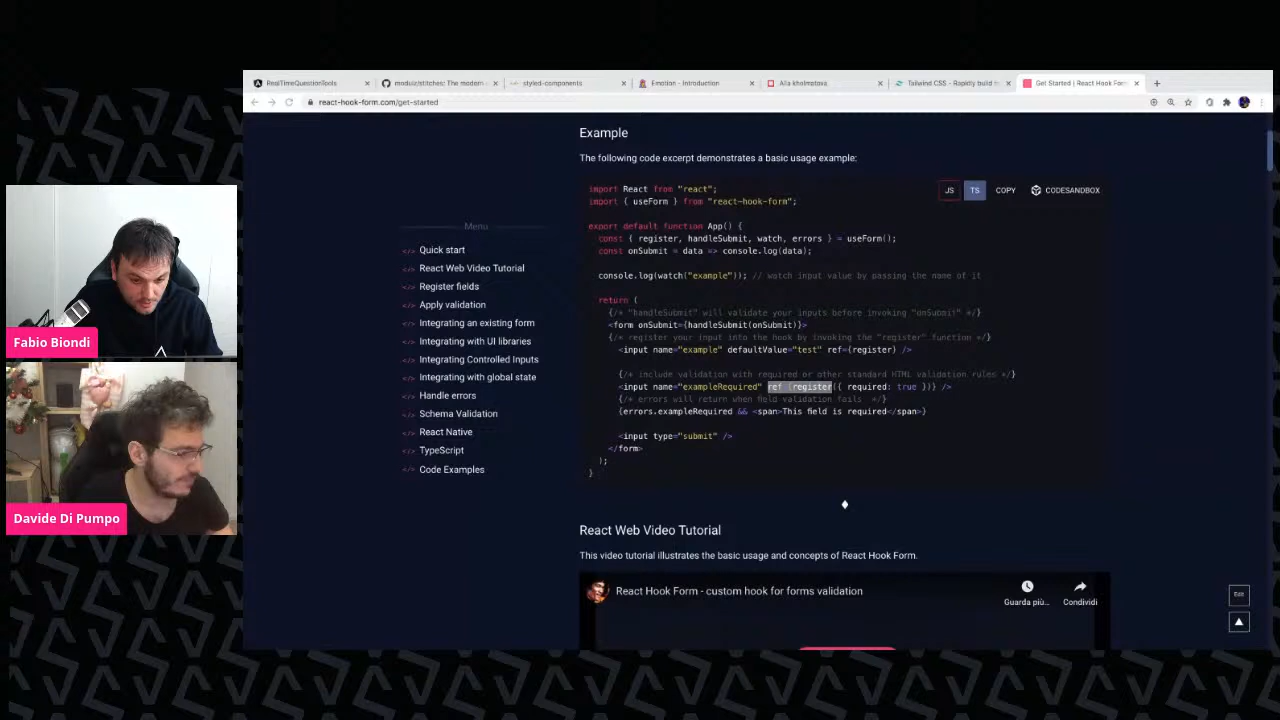 RealTimeQuestionTools
modulz/stitches: The modern
styled-components
Emotion - Introduction
Alla kholmatova
Tailwind CSS - Rapidly build
Get Started | React Hook For
react-hook-form.com/get-started
Example
The following code excerpt demonstrates a basic usage example:
JS
TS
COPY
CODESANDBOX
import React from "react";
import { useForm } from "react-hook-form";
export default function App() {
const { register, handleSubmit, watch, errors } = useForm();
const onSubmit = data => console.log(data);
console.log(watch("example")); // watch input value by passing the name of it
return (
{/* "handleSubmit" will validate your inputs before invoking "onSubmit" */}
<form onSubmit={handleSubmit(onSubmit)}>
{/* register your input into the hook by invoking the "register" function */}
<input name="example" defaultValue="test" ref={register} />
{/* include validation with required or other standard HTML validation rules */}
<input name="exampleRequired" ref={register({ required: true })} />
{/* errors will return when field validation fails */}
{errors.exampleRequired && <span>This field is required</span>}
<input type="submit" />
</form>
);
}
Menu
</> Quick start
</> React Web Video Tutorial
</> Register fields
</> Apply validation
</> Integrating an existing form
</> Integrating with UI libraries
</> Integrating Controlled Inputs
</> Integrating with global state
</> Handle errors
</> Schema Validation
</> React Native
</> TypeScript
</> Code Examples
React Web Video Tutorial
This video tutorial illustrates the basic usage and concepts of React Hook Form.
React Hook Form - custom hook for forms validation
Guarda più...
Condividi
Edit
Fabio Biondi
Davide Di Pumpo